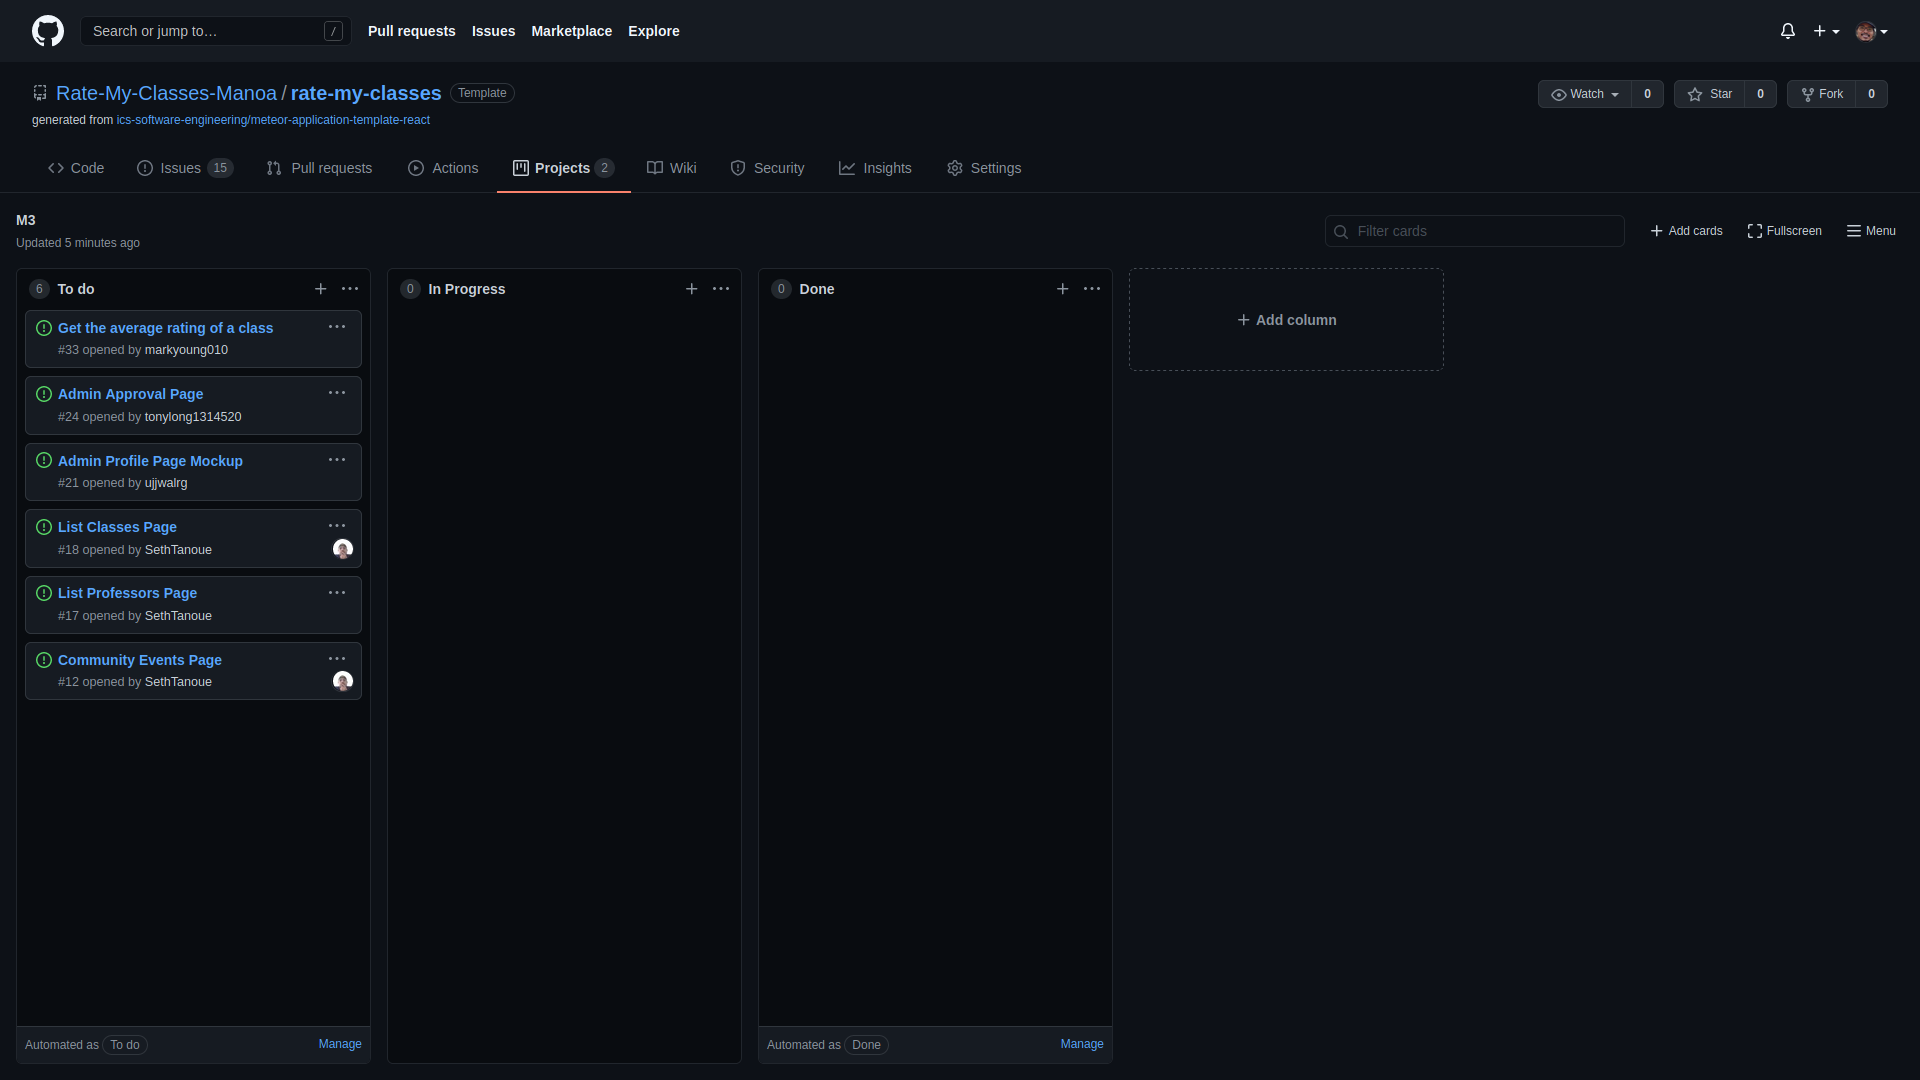 Search or jump to… /
Pull requests Issues Marketplace Explore
Rate-My-Classes-Manoa / rate-my-classes Template
Watch 0 Star 0 Fork 0
generated from ics-software-engineering/meteor-application-template-react
Code Issues 15 Pull requests Actions Projects 2 Wiki Security Insights Settings
M3
Updated 5 minutes ago
Filter cards
Add cards Fullscreen Menu
6 To do
Get the average rating of a class
#33 opened by markyoung010
Admin Approval Page
#24 opened by tonylong1314520
Admin Profile Page Mockup
#21 opened by ujjwalrg
List Classes Page
#18 opened by SethTanoue
List Professors Page
#17 opened by SethTanoue
Community Events Page
#12 opened by SethTanoue
Automated as To do Manage
0 In Progress
0 Done
Automated as Done Manage
Add column